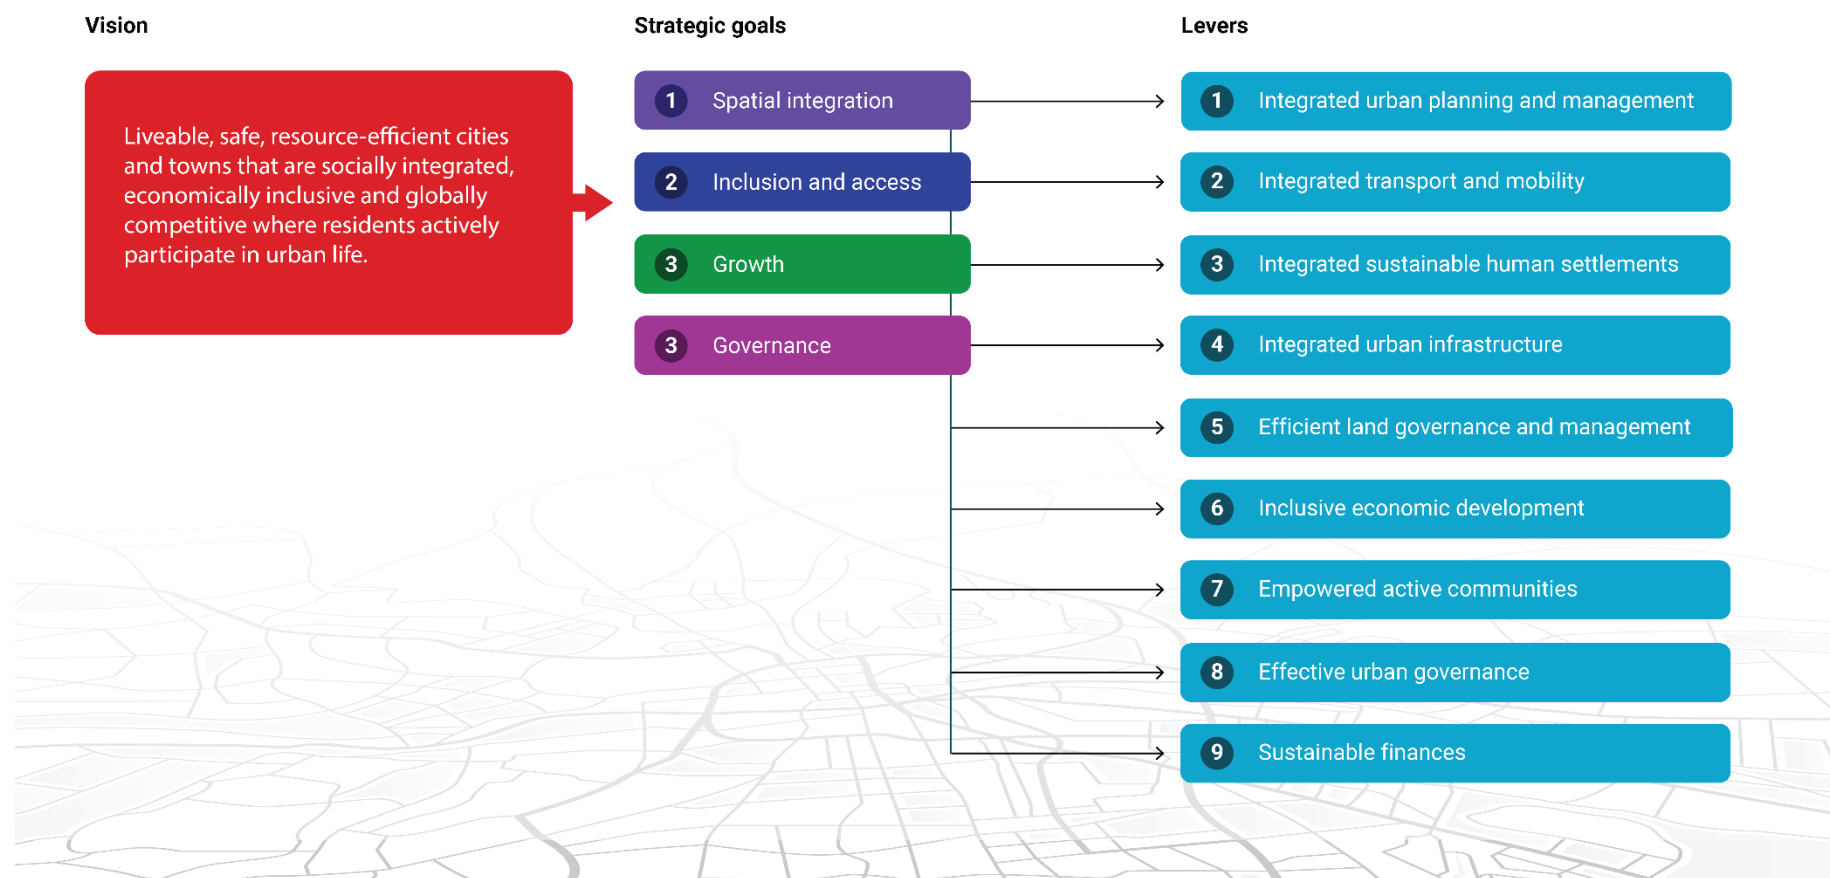 Vision
Liveable, safe, resource-efficient cities
and towns that are socially integrated,
economically inclusive and globally
competitive where residents actively
participate in urban life.
Strategic goals
1 Spatial integration
2 Inclusion and access
3 Growth
3 Governance
Levers
1 Integrated urban planning and management
2 Integrated transport and mobility
3 Integrated sustainable human settlements
4 Integrated urban infrastructure
5 Efficient land governance and management
6 Inclusive economic development
7 Empowered active communities
8 Effective urban governance
9 Sustainable finances